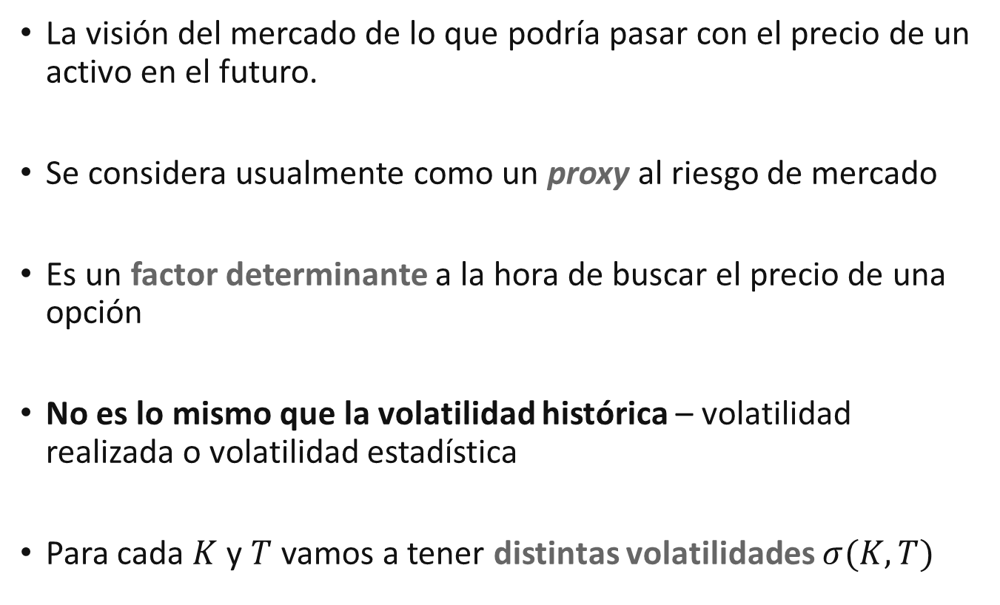 • La visión del mercado de lo que podría pasar con el precio de un
activo en el futuro.
• Se considera usualmente como un proxy al riesgo de mercado
• Es un factor determinante a la hora de buscar el precio de una
opción
• No es lo mismo que la volatilidad histórica – volatilidad
realizada o volatilidad estadística
• Para cada K y T vamos a tener distintas volatilidades σ(K, T)